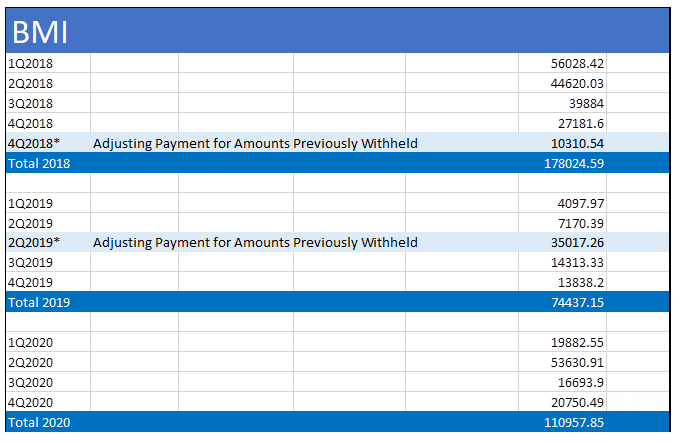 BMI
1Q2018 56028.42
2Q2018 44620.03
3Q2018 39884
4Q2018 27181.6
4Q2018* Adjusting Payment for Amounts Previously Withheld 10310.54
Total 2018 178024.59
1Q2019 4097.97
2Q2019 7170.39
2Q2019* Adjusting Payment for Amounts Previously Withheld 35017.26
3Q2019 14313.33
4Q2019 13838.2
Total 2019 74437.15
1Q2020 19882.55
2Q2020 53630.91
3Q2020 16693.9
4Q2020 20750.49
Total 2020 110957.85